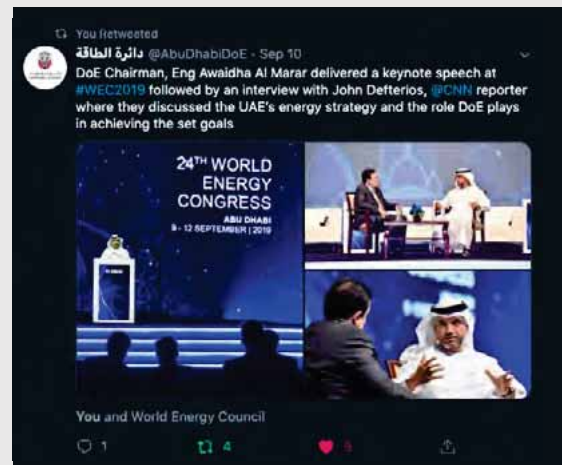 You Retweeted
دائرة الطاقة @AbuDhabiDoE · Sep 10
DoE Chairman, Eng Awaidha Al Marar delivered a keynote speech at
#WEC2019 followed by an interview with John Defterios, @CNN reporter
where they discussed the UAE's energy strategy and the role DoE plays
in achieving the set goals
24TH WORLD
ENERGY
CONGRESS
ABU DHABI
9 - 12 SEPTEMBER | 2019
You and World Energy Council
1
4
9